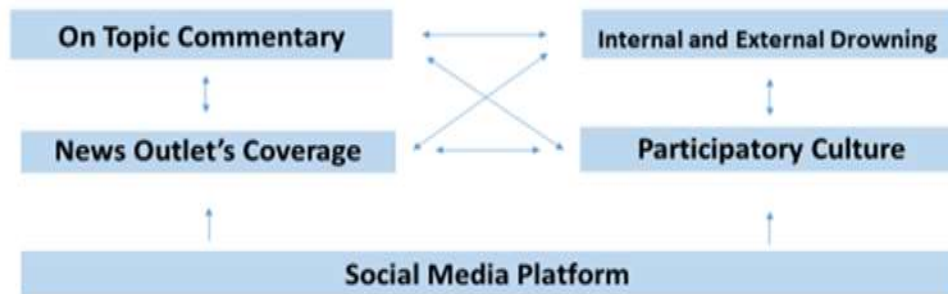 On Topic Commentary
Internal and External Drowning
News Outlet's Coverage
Participatory Culture
Social Media Platform